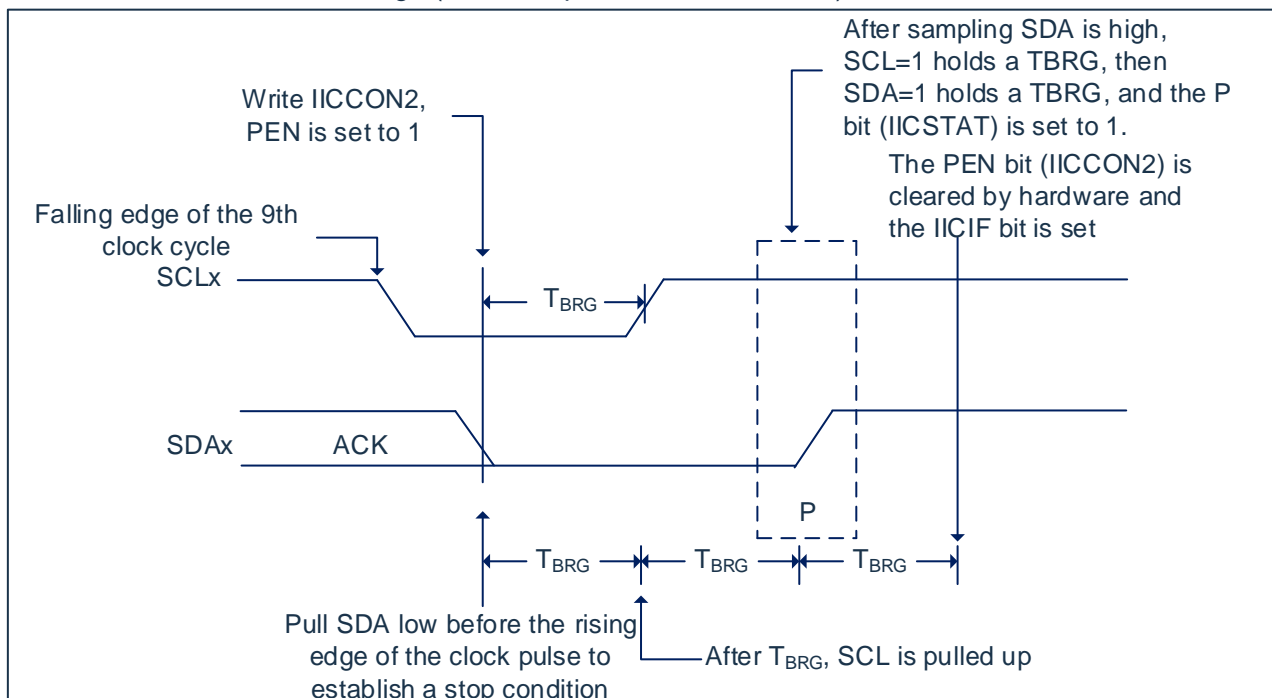 After sampling SDA is high,
SCL=1 holds a TBRG, then
SDA=1 holds a TBRG, and the P
bit (IICSTAT) is set to 1.
Write IICCON2,
PEN is set to 1
The PEN bit (IICCON2) is
cleared by hardware and
the IICIF bit is set
Falling edge of the 9th
clock cycle
SCLx
TBRG
SDAx
ACK
P
TBRG
TBRG
TBRG
Pull SDA low before the rising
edge of the clock pulse to
establish a stop condition
After TBRG, SCL is pulled up